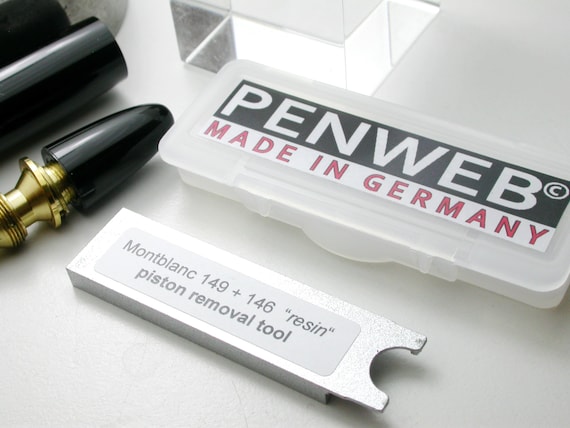 PENWEB©
MADE IN GERMANY
Montblanc 149 + 146 “resin“
piston removal tool